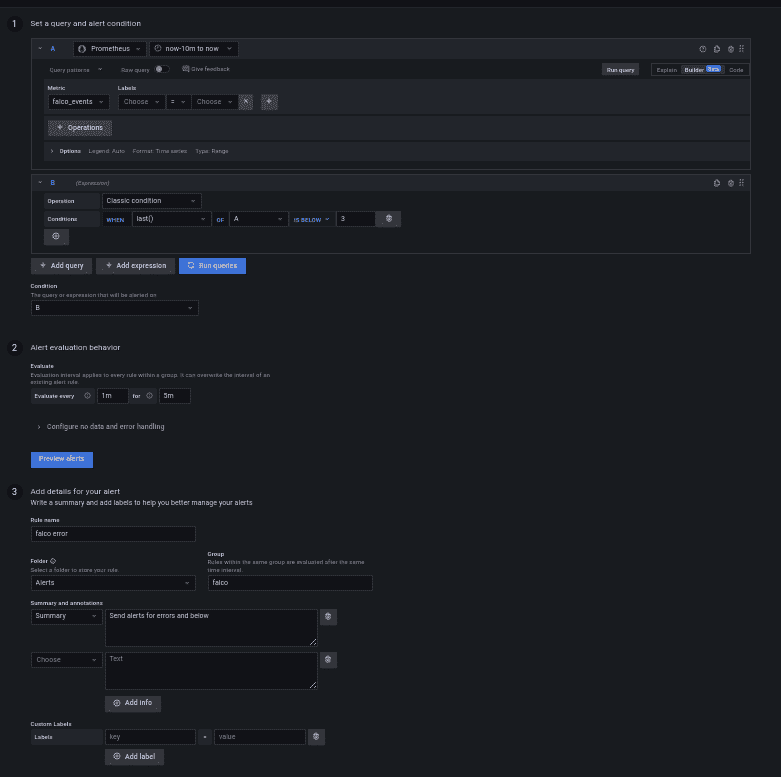 1 Set a query and alert condition
A Prometheus now-10m to now
Query patterns Raw query Give feedback Run query Explain Builder Beta Code
Metric Labels
falco_events Choose = Choose × +
+ Operations
Options Legend: Auto Format: Time series Type: Range
B (Expression)
Operation Classic condition
Conditions WHEN last() OF A IS BELOW 3
+ Add query + Add expression Run queries
Condition
The query or expression that will be alerted on
B
2 Alert evaluation behavior
Evaluate
Evaluation interval applies to every rule within a group. It can overwrite the interval of an
existing alert rule.
Evaluate every 1m for 5m
Configure no data and error handling
Preview alerts
3 Add details for your alert
Write a summary and add labels to help you better manage your alerts
Rule name
falco error
Folder
Select a folder to store your rule.
Alerts
Group
Rules within the same group are evaluated after the same
time interval.
falco
Summary and annotations
Summary Send alerts for errors and below
Choose Text
Add info
Custom Labels
Labels key = value
Add label